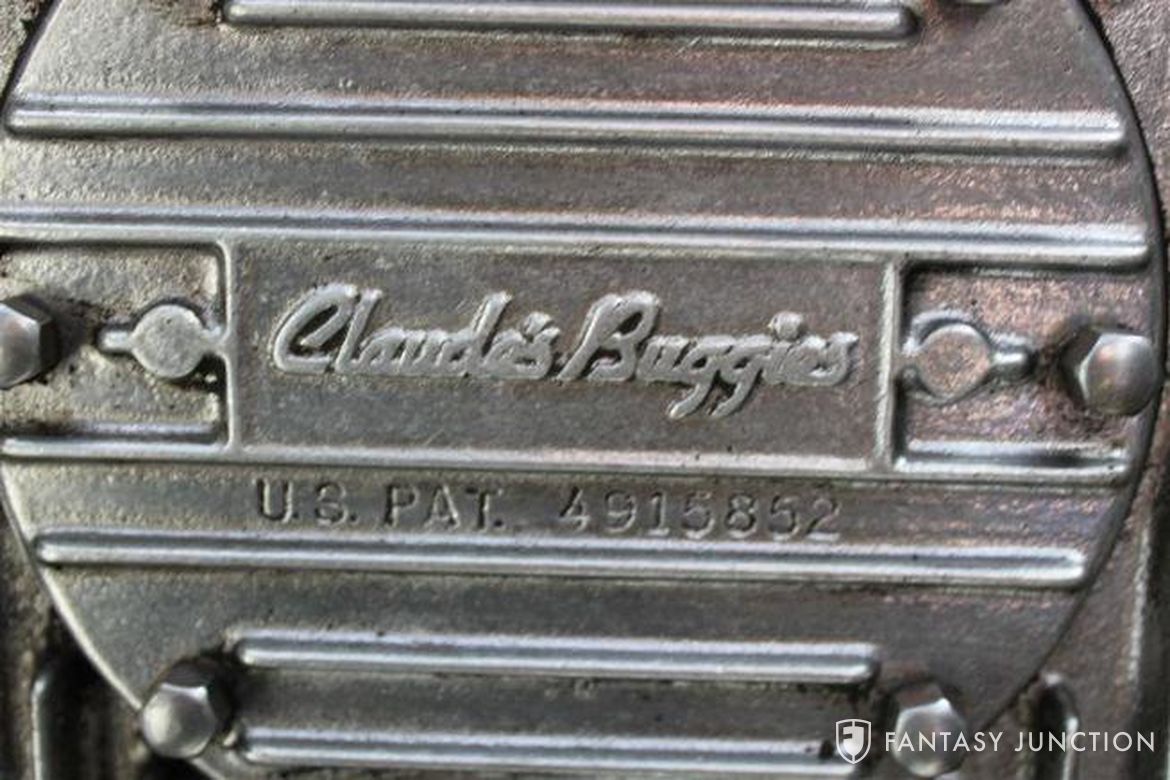 Claude's Buggies
U.S. PAT. 4915852
FANTASY JUNCTION